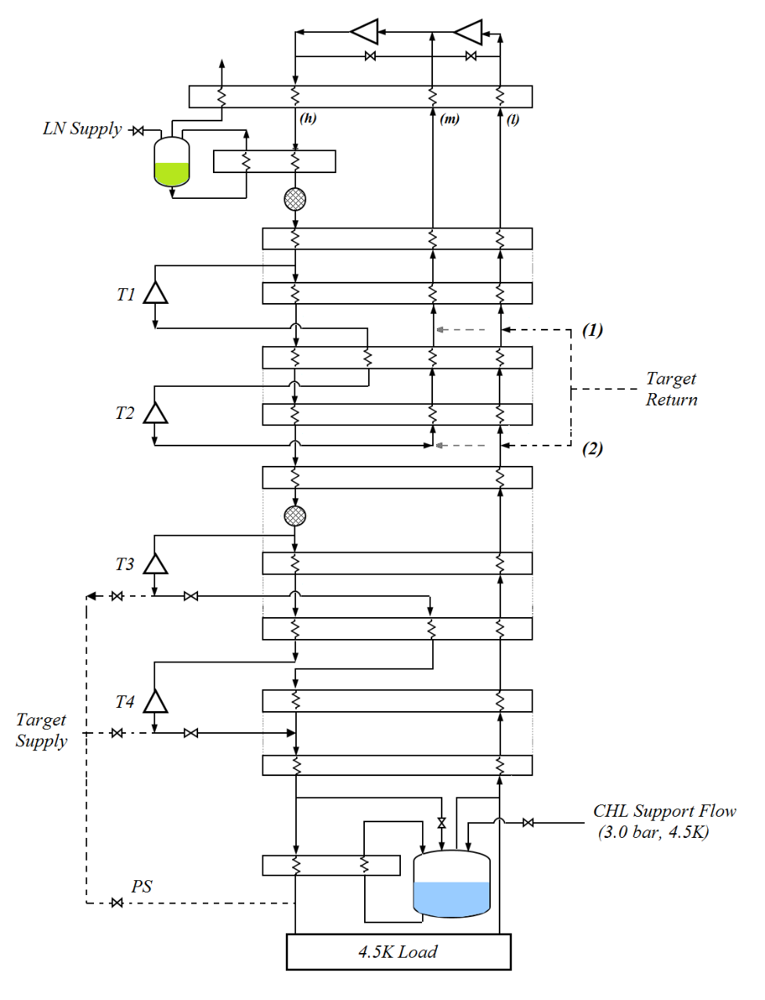 (h)
(m)
(l)
LN Supply
T1
(1)
Target
Return
T2
(2)
T3
T4
Target
Supply
CHL Support Flow
(3.0 bar, 4.5K)
PS
4.5K Load